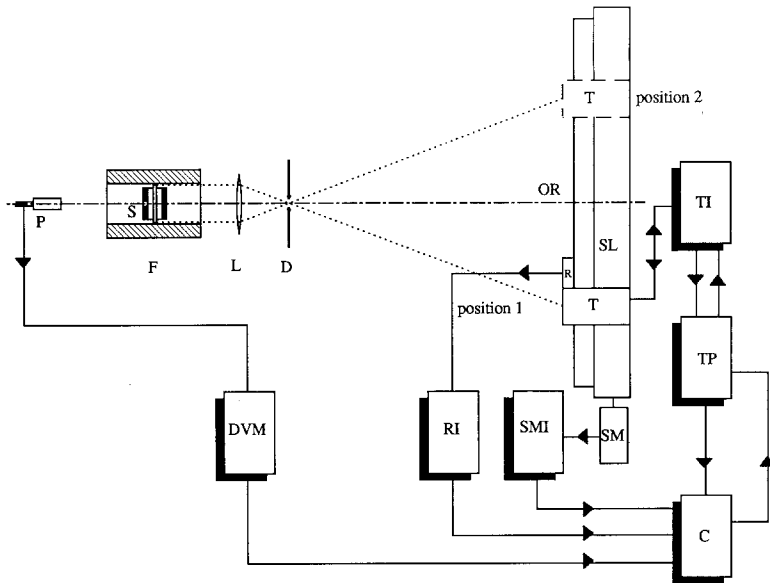 T
position 2
OR
TI
S
P
SL
F
L
D
R
position 1
T
TP
DVM
RI
SMI
SM
C